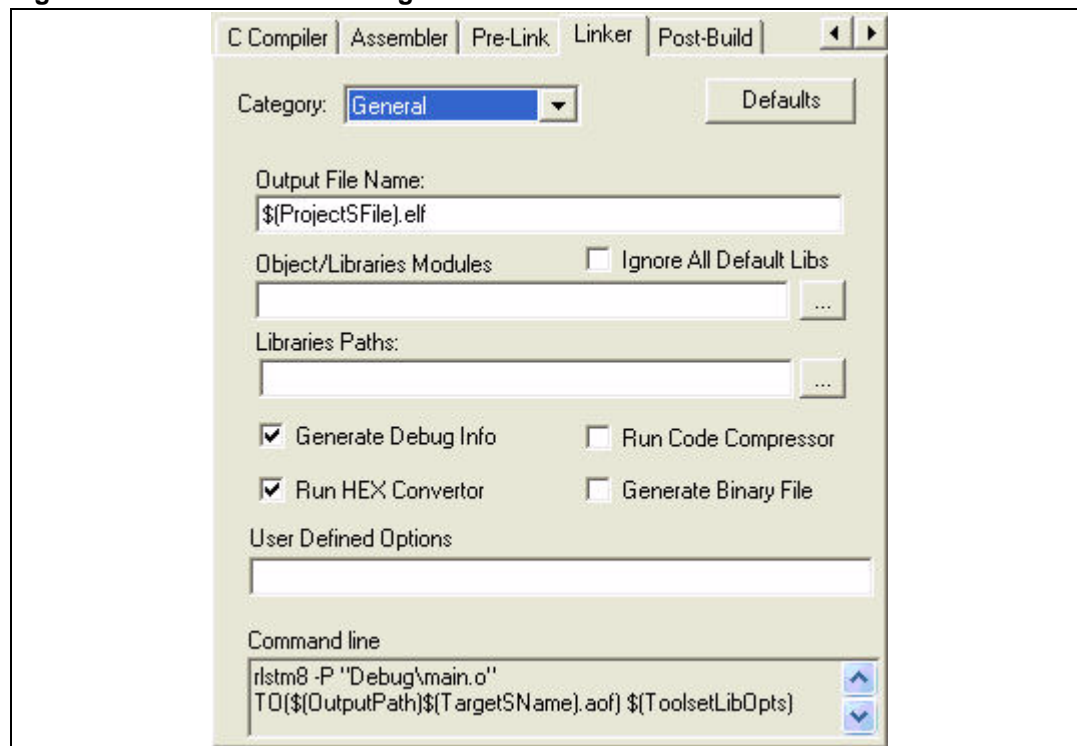 C Compiler Assembler Pre-Link Linker Post-Build
Category: General Defaults
Output File Name:
$(ProjectSFile).elf
Object/Libraries Modules Ignore All Default Libs
...
Libraries Paths:
...
Generate Debug Info Run Code Compressor
Run HEX Convertor Generate Binary File
User Defined Options
Command line
rlstm8 -P "Debug\main.o"
TO($(OutputPath)$(TargetSName).aof) $(ToolsetLibOpts)